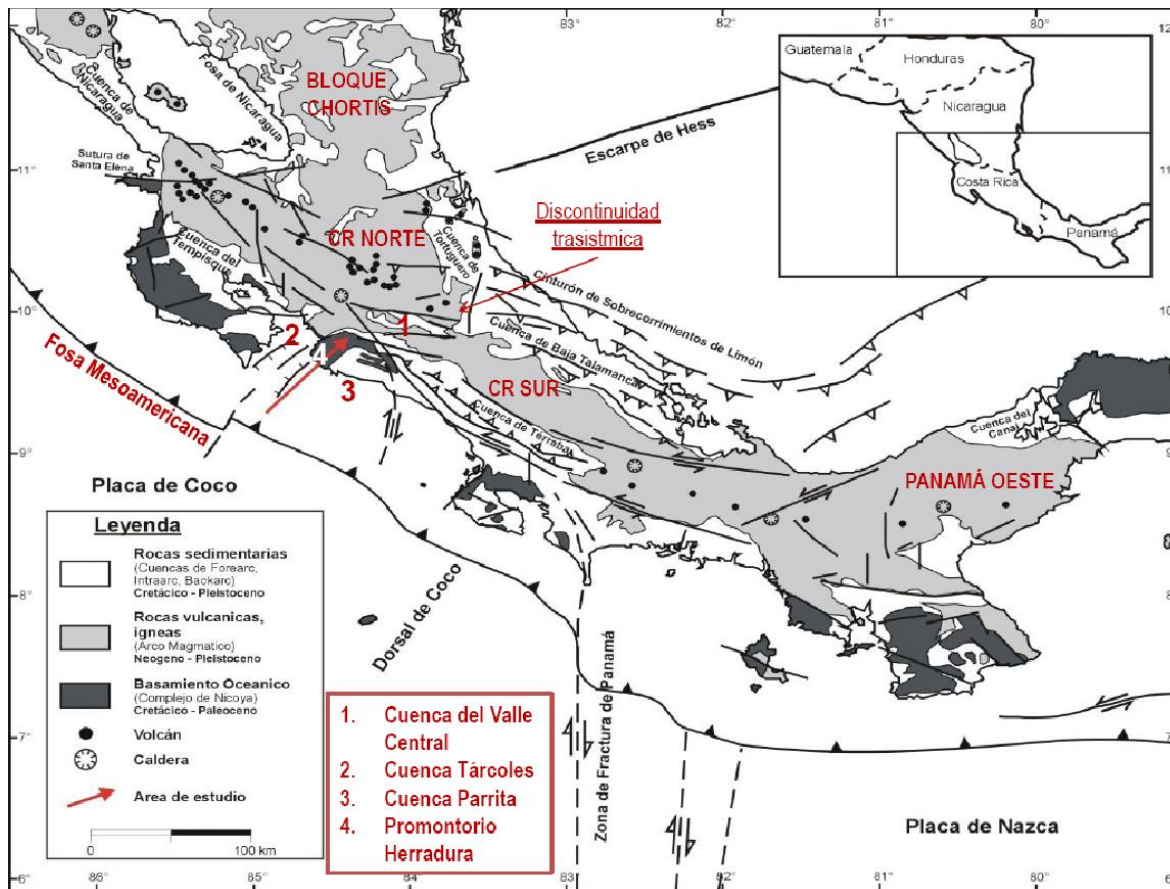 83°
82°
81°
80°
Guatemala
Honduras
Nicaragua
Costa Rica
Panamá
Cuenca de
Nicaragua
Fosa de Nicaragua
BLOQUE
CHORTIS
Escarpe de Hess
11°
Sutura de
Santa Elena
Discontinuidad
trasistmica
CR NORTE
Cuenca de
Tortuguero
Cuenca del
Tempisque
Cinturón de Sobrecorrimientos de Limón
10°
1
2
4
3
Cuenca de Baja Talamanca
Fosa Mesoamericana
CR SUR
Cuenca de Terraba
Cuenca del
Canal
9°
PANAMÁ OESTE
Placa de Coco
Leyenda
Rocas sedimentarias
(Cuencas de Forearc,
Intraarc, Backarc)
Cretácico - Pleistoceno
Rocas vulcanicas,
igneas
(Arco Magmatico)
Neogeno - Pleistoceno
Basamiento Oceanico
(Complejo de Nicoya)
Cretácico - Paleoceno
Volcán
Caldera
Area de estudio
0
100 km
8°
Dorsal de Coco
Zona de Fractura de Panamá
1. Cuenca del Valle
Central
2. Cuenca Tárcoles
3. Cuenca Parrita
4. Promontorio
Herradura
7°
Placa de Nazca
86
85
84
83
82
81
80